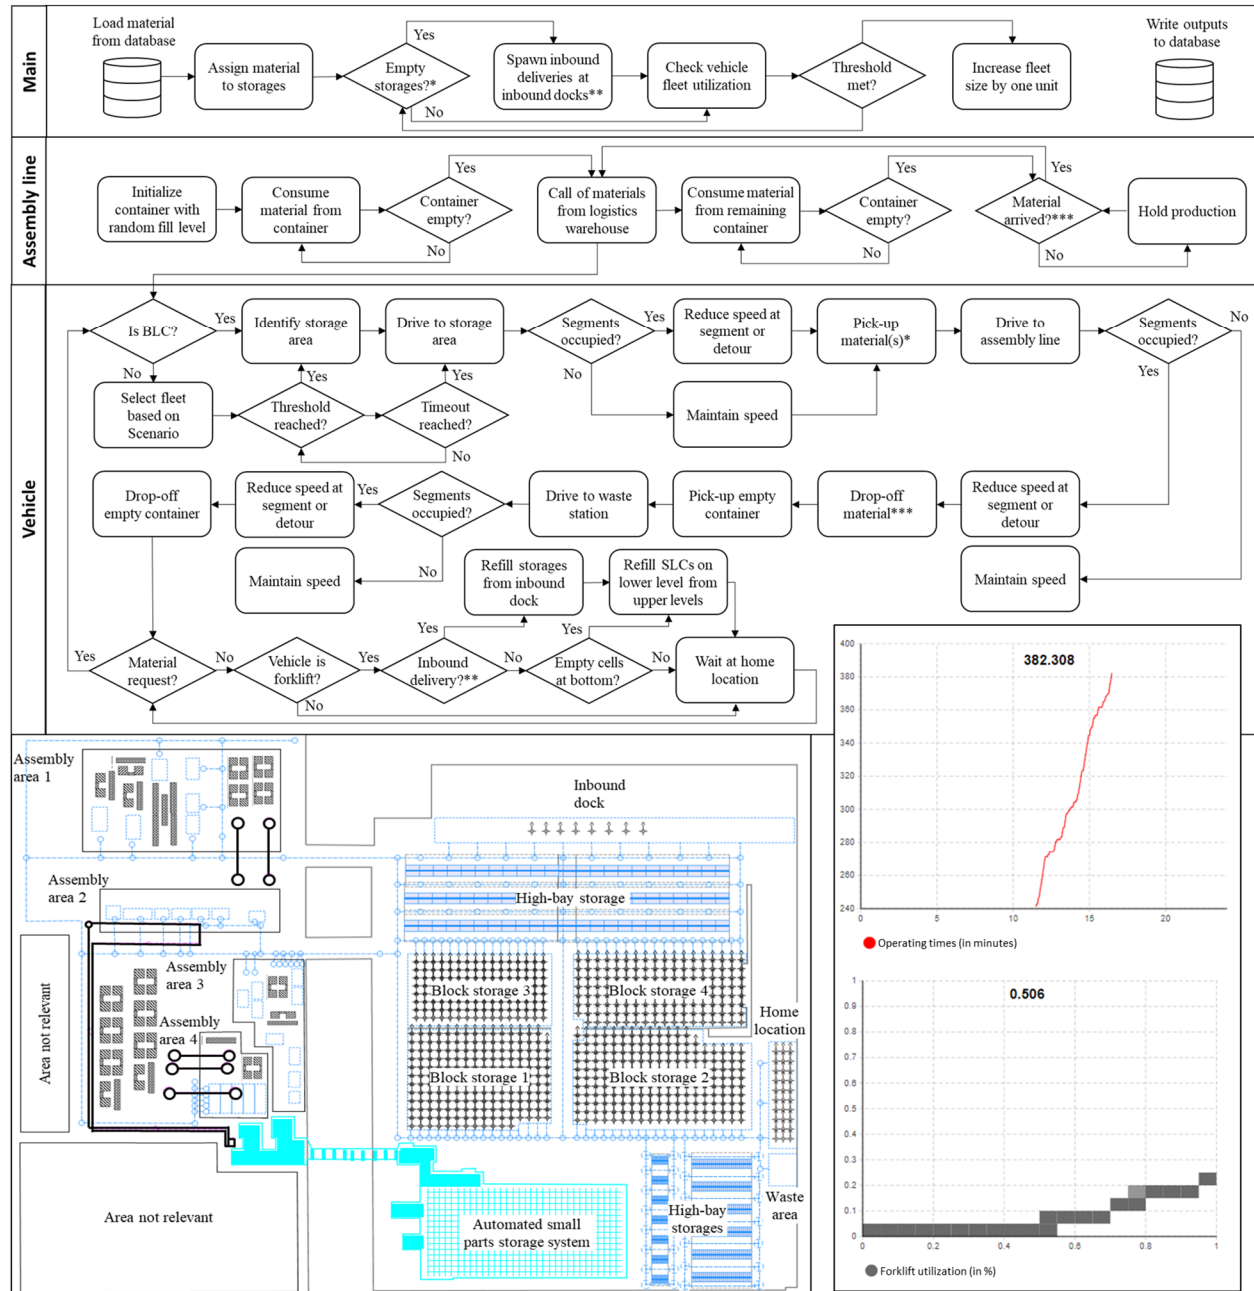 Main
Load material
from database
Assign material
to storages
Empty
storages?*
Yes
No
Spawn inbound
deliveries at
inbound docks**
Check vehicle
fleet utilization
Threshold
met?
Yes
Increase fleet
size by one unit
Write outputs
to database
Assembly line
Initialize
container with
random fill level
Consume
material from
container
Container
empty?
Yes
No
Call of materials
from logistics
warehouse
Consume material
from remaining
container
Container
empty?
Yes
No
Material
arrived?***
Yes
No
Hold production
Vehicle
Is BLC?
Yes
No
Identify storage
area
Drive to storage
area
Segments
occupied?
Yes
No
Reduce speed at
segment or
detour
Pick-up
material(s)*
Drive to
assembly line
Segments
occupied?
No
Yes
Select fleet
based on
Scenario
Threshold
reached?
Yes
Timeout
reached?
Yes
No
Maintain speed
Drop-off
empty container
Reduce speed at
segment or
detour
Yes
Segments
occupied?
No
Drive to waste
station
Pick-up empty
container
Drop-off
material***
Reduce speed at
segment or
detour
Maintain speed
Refill storages
from inbound
dock
Refill SLCs on
lower level from
upper levels
Maintain speed
Yes
Material
request?
No
Vehicle is
forklift?
Yes
No
Inbound
delivery?**
Yes
No
Empty cells
at bottom?
Yes
No
Wait at home
location
Assembly
area 1
Assembly
area 2
Assembly
area 3
Assembly
area 4
Area not relevant
Area not relevant
Inbound
dock
High-bay storage
Block storage 3
Block storage 4
Block storage 1
Block storage 2
Home
location
Automated small
parts storage system
High-bay
storages
Waste
area
382.308
400
380
360
340
320
300
280
260
240
0
5
10
15
20
Operating times (in minutes)
0.506
1
0.9
0.8
0.7
0.6
0.5
0.4
0.3
0.2
0.1
0
0
0.2
0.4
0.6
0.8
1
Forklift utilization (in %)